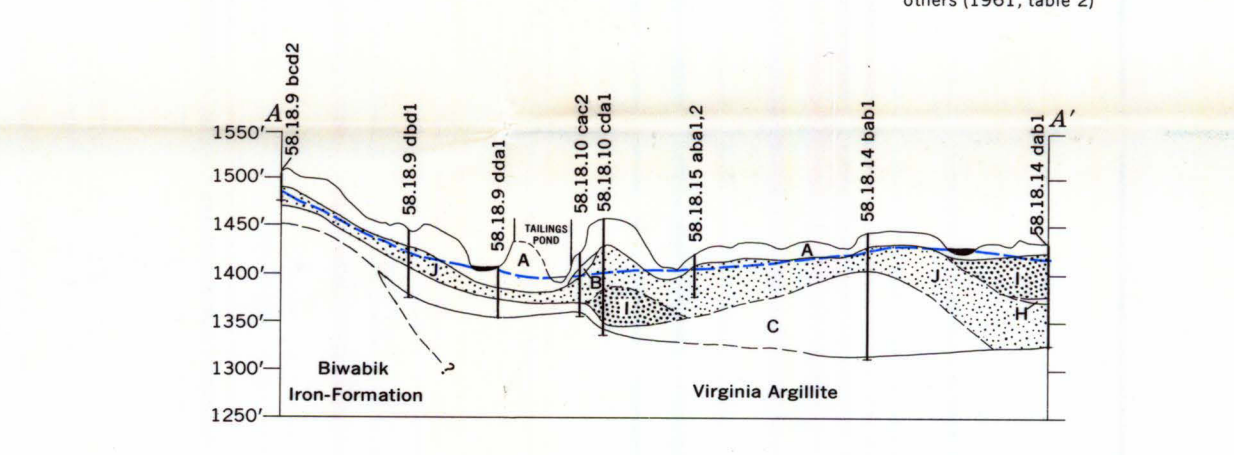 others (1961, table 2)
A
58.18.9 bcd2
58.18.9 dbd1
58.18.9 dda1
58.18.10 cac2
58.18.10 cda1
58.18.15 aba1,2
58.18.14 bab1
58.18.14 dab1
A′
1550′
1500′
1450′
1400′
1350′
1300′
1250′
TAILINGS
POND
A
A
J
B
I
C
J
I
H
?
Biwabik
Iron-Formation
Virginia Argillite